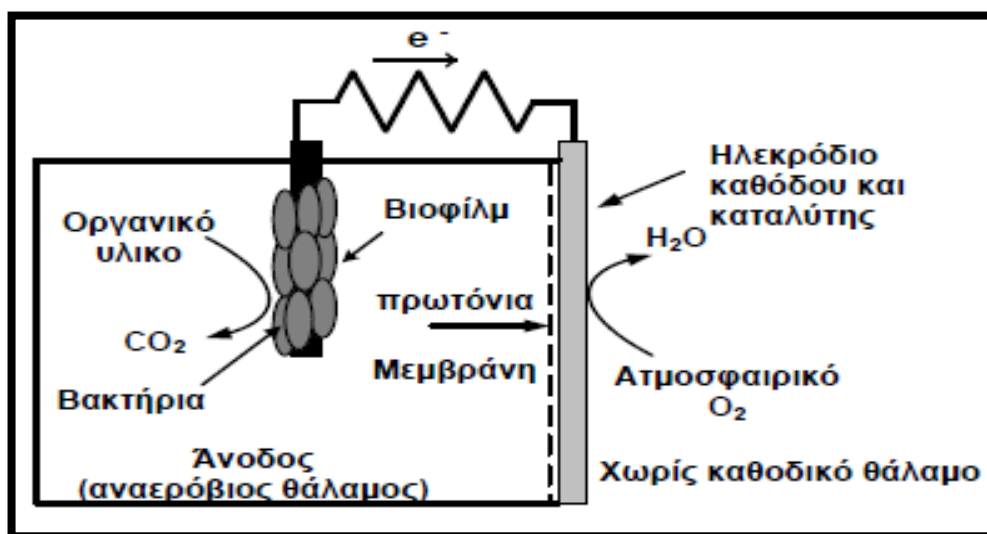 e -
Ηλεκρόδιο
καθόδου και
καταλύτης
Οργανικό
υλικο
Βιοφίλμ
H₂O
πρωτόνια
CO₂
Μεμβράνη
Ατμοσφαιρικό
O₂
Βακτήρια
Άνοδος
(αναερόβιος θάλαμος)
Χωρίς καθοδικό θάλαμο